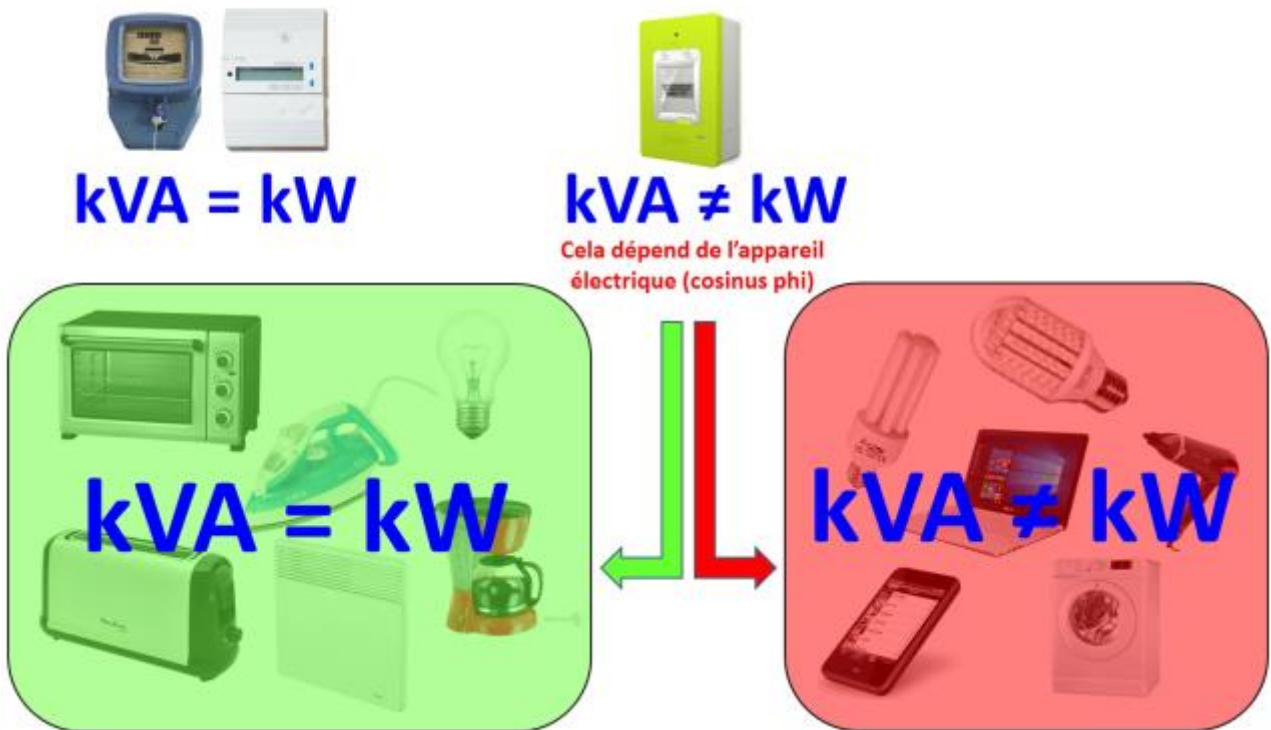 kVA = kW
kVA ≠ kW
Cela dépend de l'appareil
électrique (cosinus phi)
kVA = kW
kVA ≠ kW